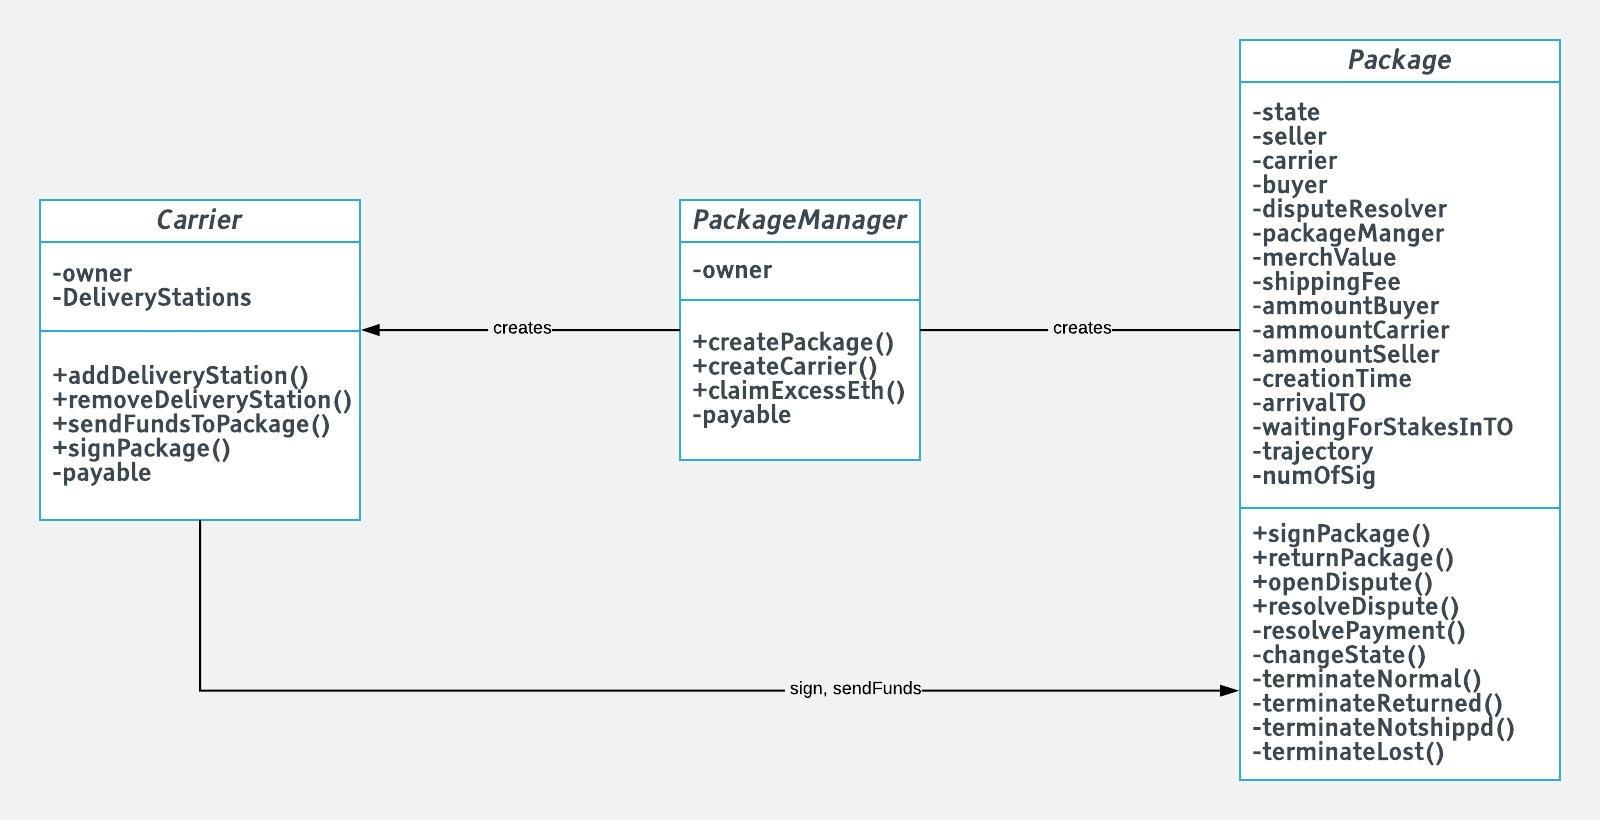 Carrier
-owner
-DeliveryStations
+addDeliveryStation()
+removeDeliveryStation()
+sendFundsToPackage()
+signPackage()
-payable
creates
PackageManager
-owner
+createPackage()
+createCarrier()
+claimExcessEth()
-payable
creates
Package
-state
-seller
-carrier
-buyer
-disputeResolver
-packageManger
-merchValue
-shippingFee
-ammountBuyer
-ammountCarrier
-ammountSeller
-creationTime
-arrivalTO
-waitingForStakesInTO
-trajectory
-numOfSig
+signPackage()
+returnPackage()
+openDispute()
+resolveDispute()
-resolvePayment()
-changeState()
-terminateNormal()
-terminateReturned()
-terminateNotshippd()
-terminateLost()
sign, sendFunds